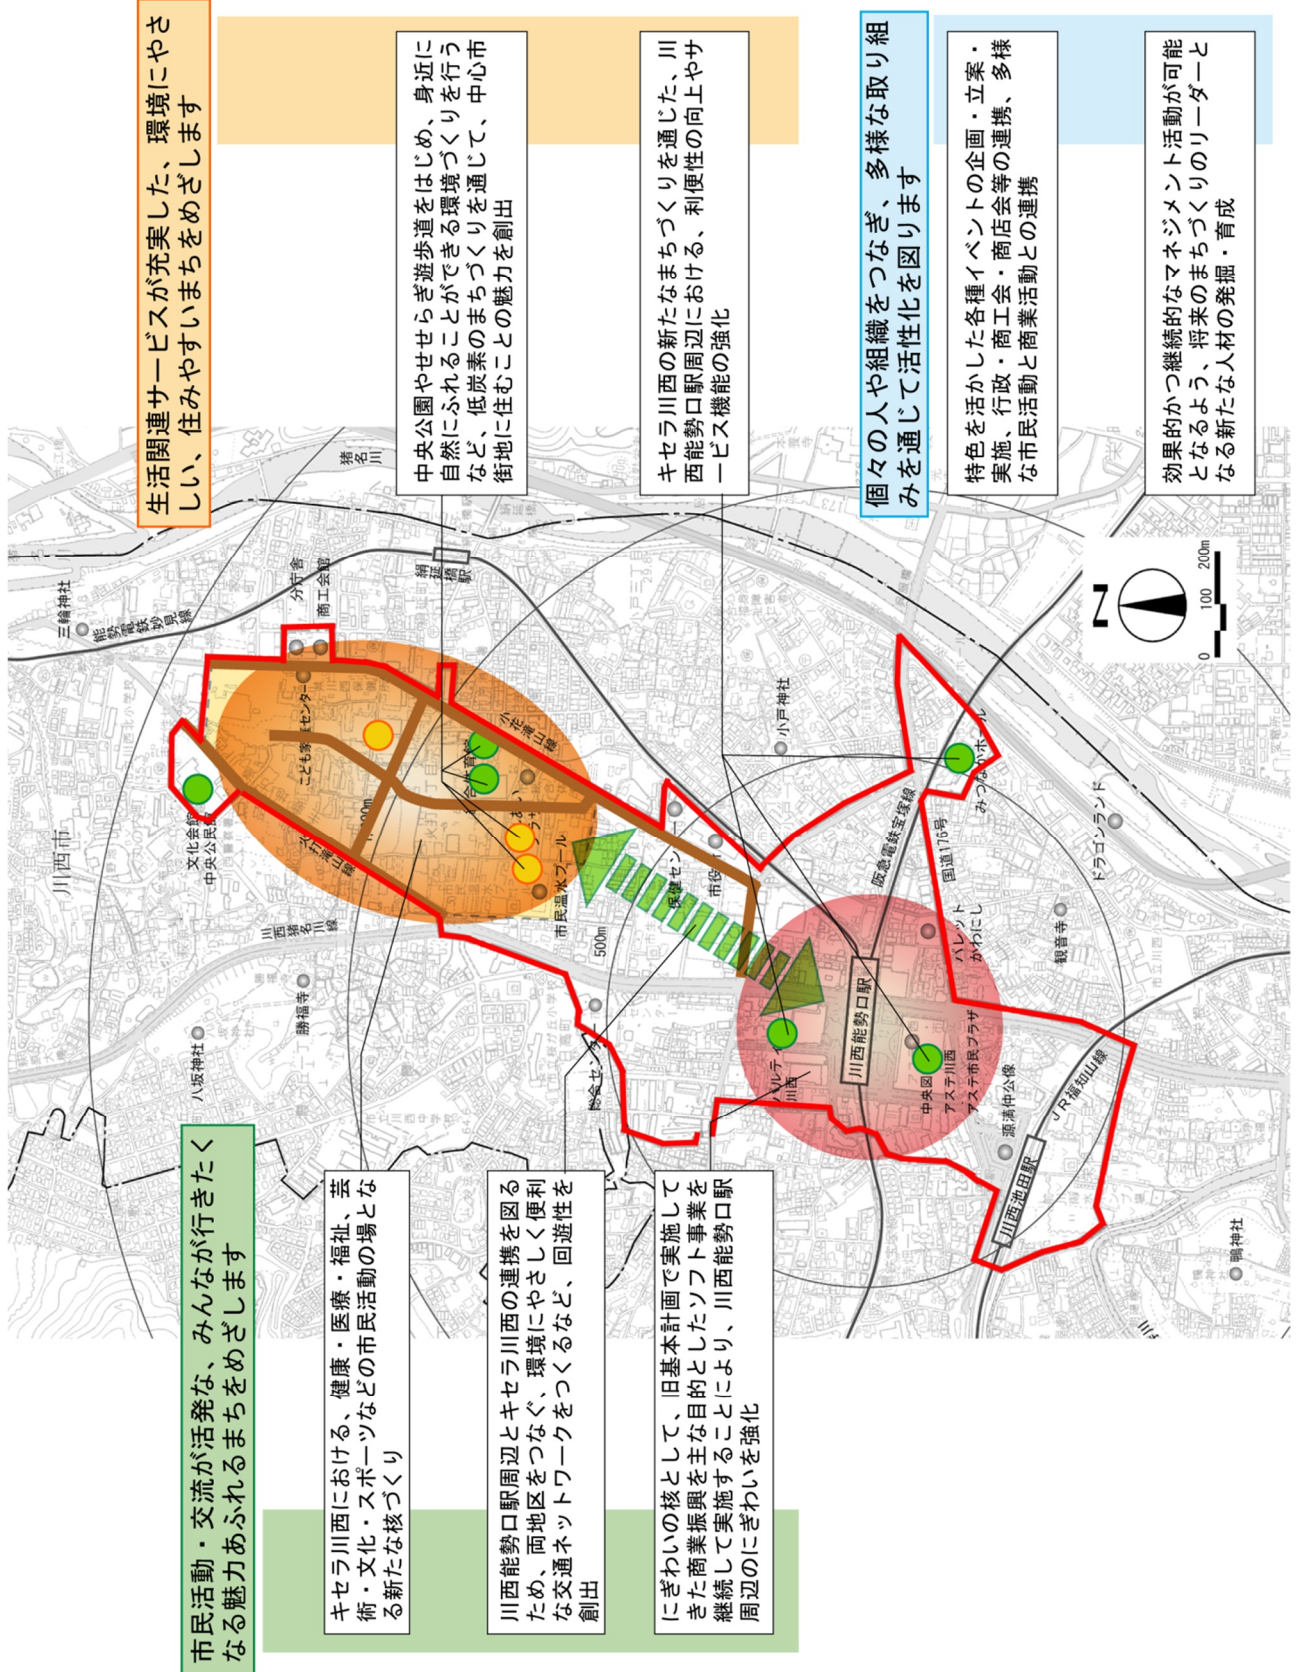 市民活動・交流が活発な、みんなが行きたく
なる魅力あふれるまちをめざします
キセラ川西における、健康・医療・福祉、芸
術・文化・スポーツなどの市民活動の場とな
る新たな核づくり
川西能勢口駅周辺とキセラ川西の連携を図る
ため、両地区をつなぐ、環境にやさしく便利
な交通ネットワークをつくるなど、回遊性を
創出
にぎわいの核として、旧基本計画で実施して
きた商業振興を主な目的としたソフト事業を
継続して実施することにより、川西能勢口駅
周辺のにぎわいを強化
生活関連サービスが充実した、環境にやさ
しい、住みやすいまちをめざします
中央公園やせせらぎ遊歩道をはじめ、身近に
自然にふれることができる環境づくりを行う
など、低炭素のまちづくりを通じて、中心市
街地に住むことの魅力を創出
キセラ川西の新たなまちづくりを通じた、川
西能勢口駅周辺における、利便性の向上やサ
ービス機能の強化
個々の人や組織をつなぎ、多様な取り組
みを通じて活性化を図ります
特色を活かした各種イベントの企画・立案・
実施、行政・商工会・商店会等の連携、多様
な市民活動と商業活動との連携
効果的かつ継続的なマネジメント活動が可能
となるよう、将来のまちづくりのリーダーと
なる新たな人材の発掘・育成
川西市
三輪神社
能勢電鉄妙見線
分庁舎
商工会館
猪名川
絹延橋駅
文化会館
中央公民館
火打滝山線
小花滝山線
川西猪名川線
市民温水プール
八坂神社
勝福寺
500m
小戸神社
みつなかホール
ドラゴンランド
阪急電鉄宝塚線
国道176号
パレット
かわにし
観音寺
川西能勢口駅
川西
アステ川西
アステ市民プラザ
源満仲公像
JR福知山線
川西池田駅
鴨神社
N
0 100 200m